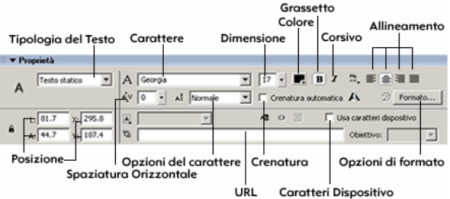 Grassetto
Colore
Tipologia del Testo Carattere Dimensione Corsivo Allineamento
Proprietà
A Testo statico A Georgia 17 B I
A/V 0 AI Normale Crenatura automatica Formato...
L: 81.7 X: 295.8 A Usa caratteri dispositivo
A: 44.7 Y: 187.4 Obiettivo:
Posizione Opzioni del carattere Crenatura Opzioni di formato
Spaziatura Orizzontale
URL Caratteri Dispositivo